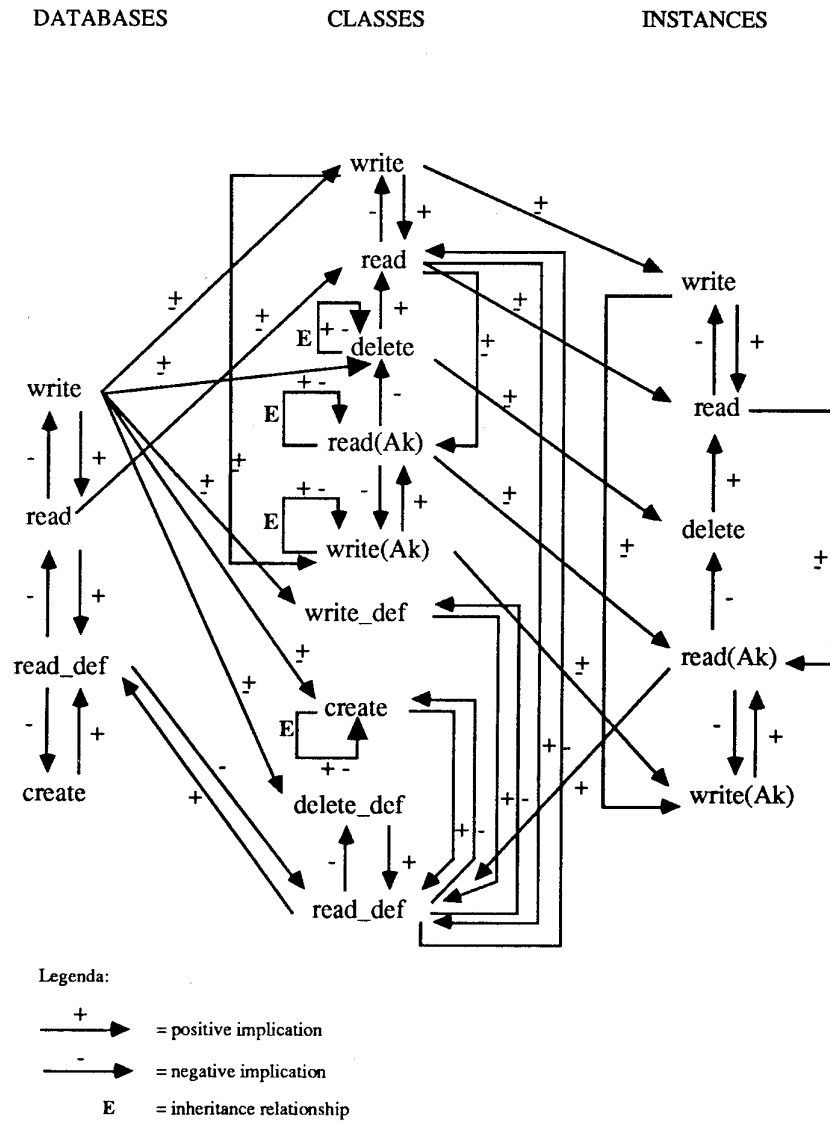 DATABASES CLASSES INSTANCES
write
+
-
+
+
-
read
write
+
-
+
-
+
-
+
-
+
E
+ -
delete
-
+
+
-
write
+ -
+
-
read
-
+
E
read(Ak)
+
-
+
-
+
-
+
-
+
read
+ -
-
+
delete
E
write(Ak)
+
-
+
-
-
+
write_def
-
read_def
+
-
+
-
read(Ak)
-
+
+
-
create
E
-
+
-
+ -
+
create
+
+ -
delete_def
+ -
+
write(Ak)
-
+
+ -
read_def
Legenda:
+
= positive implication
-
= negative implication
E = inheritance relationship